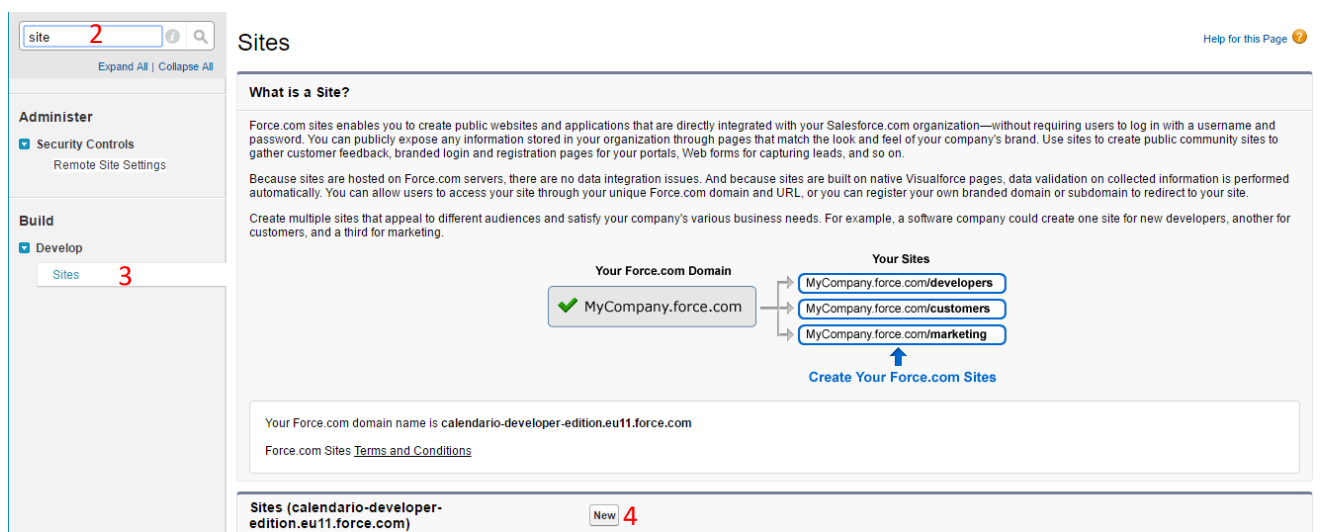 site 2
Expand All | Collapse All
Administer
Security Controls
Remote Site Settings
Build
Develop
Sites 3
Sites
Help for this Page ?
What is a Site?
Force.com sites enables you to create public websites and applications that are directly integrated with your Salesforce.com organization—without requiring users to log in with a username and
password. You can publicly expose any information stored in your organization through pages that match the look and feel of your company's brand. Use sites to create public community sites to
gather customer feedback, branded login and registration pages for your portals, Web forms for capturing leads, and so on.
Because sites are hosted on Force.com servers, there are no data integration issues. And because sites are built on native Visualforce pages, data validation on collected information is performed
automatically. You can allow users to access your site through your unique Force.com domain and URL, or you can register your own branded domain or subdomain to redirect to your site.
Create multiple sites that appeal to different audiences and satisfy your company's various business needs. For example, a software company could create one site for new developers, another for
customers, and a third for marketing.
Your Force.com Domain
MyCompany.force.com
Your Sites
MyCompany.force.com/developers
MyCompany.force.com/customers
MyCompany.force.com/marketing
Create Your Force.com Sites
Your Force.com domain name is calendario-developer-edition.eu11.force.com
Force.com Sites Terms and Conditions
Sites (calendario-developer-
edition.eu11.force.com)
New 4